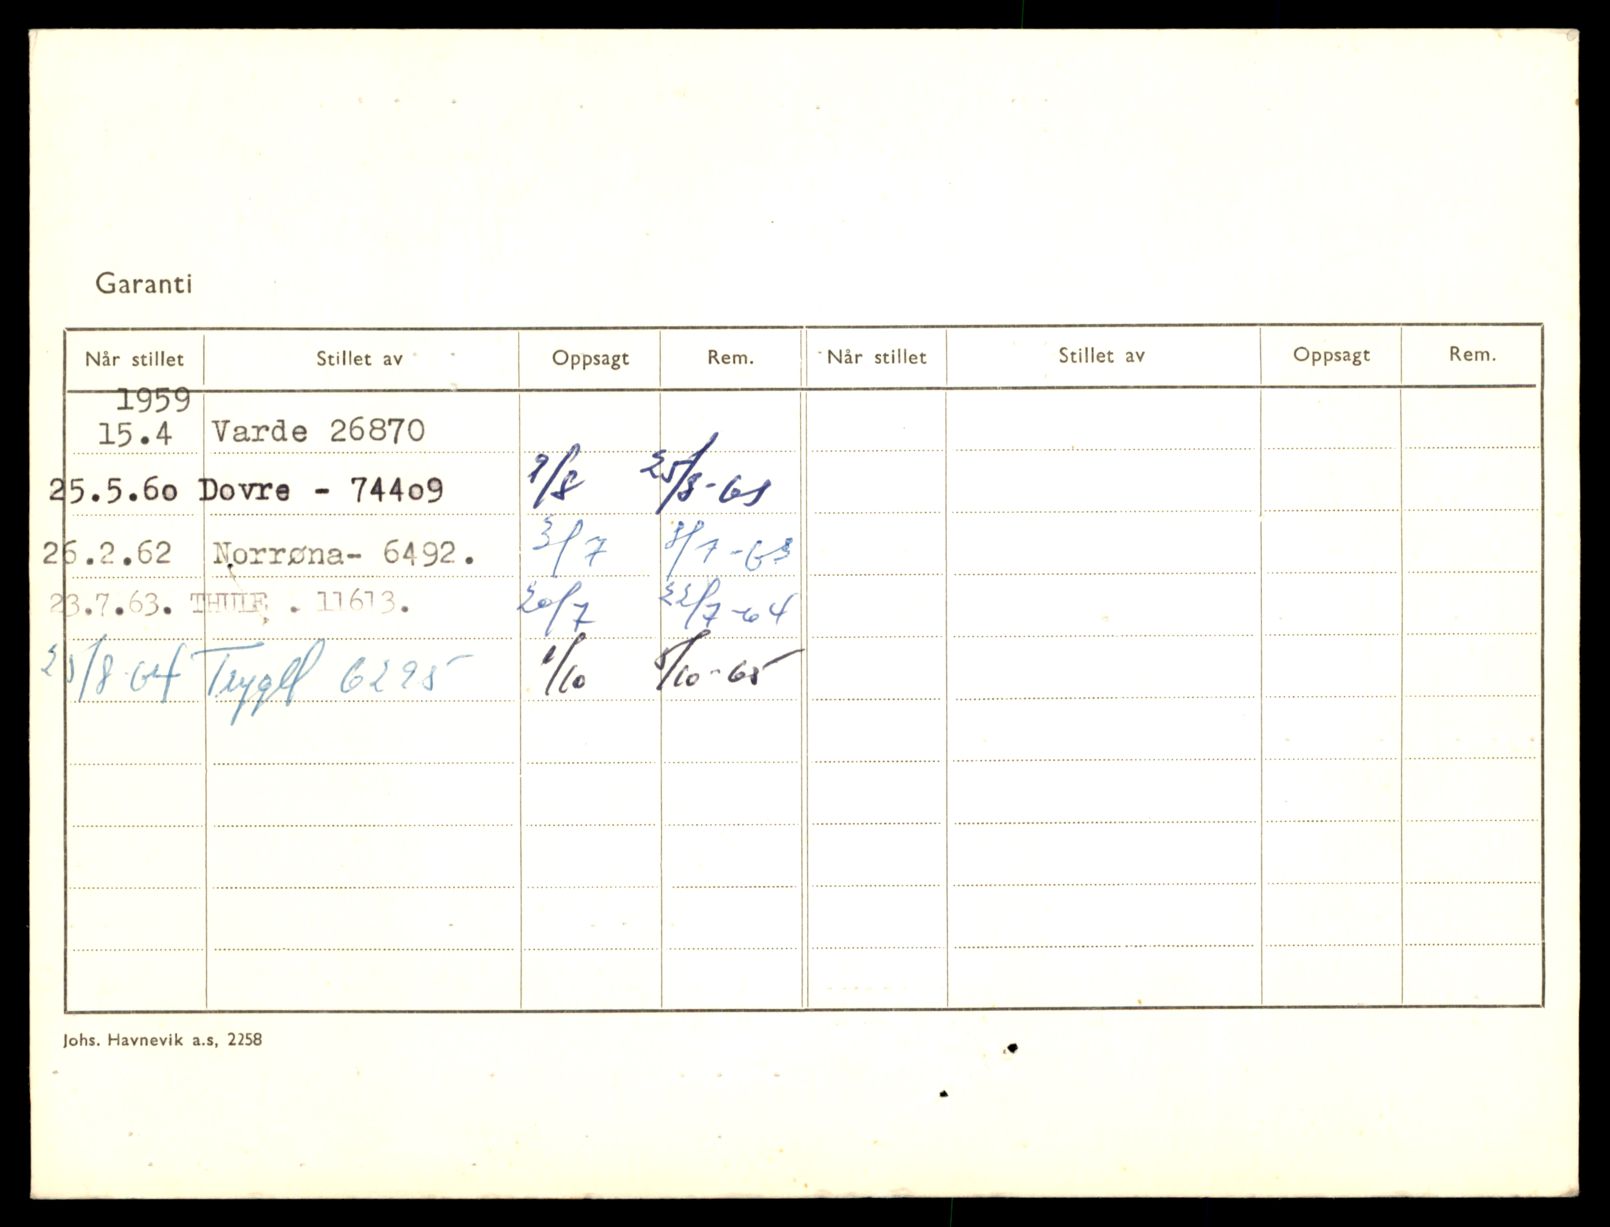 Garanti
Når stillet Stillet av Oppsagt Rem. Når stillet Stillet av Oppsagt Rem.
1959
15.4 Varde 26870
25.5.6o Dovre - 744o9 9/8 25/8-61
26.2.62 Norrøna- 6492. 3/7 8/7-63
23.7.63. THULE . 11613. 20/7 22/7-64
/8-64 Trygd 6295 1/10 5/10-65
Johs. Havnevik a.s, 2258